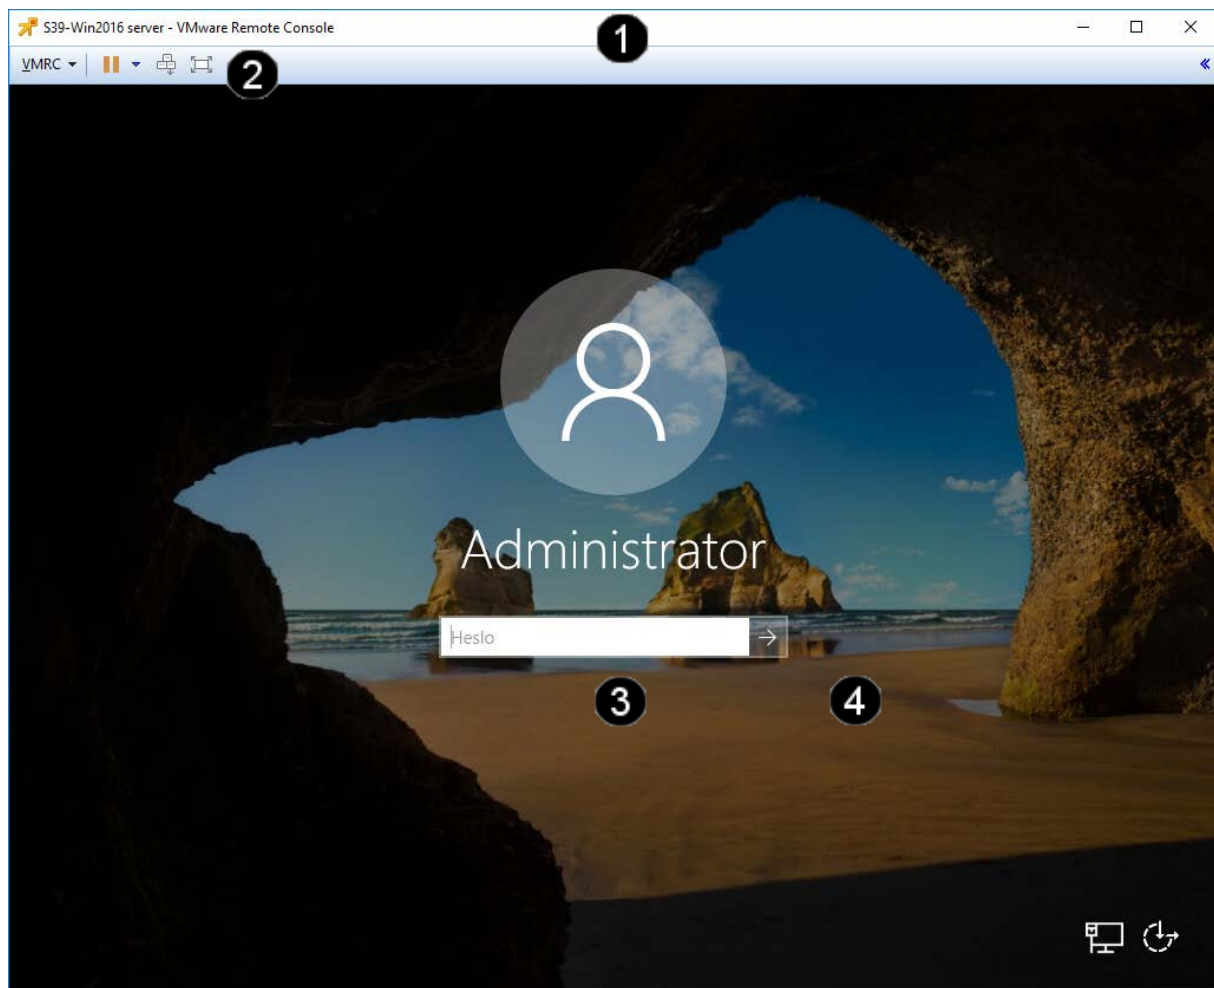 S39-Win2016 server - VMware Remote Console
1
VMRC
2
Administrator
Heslo
3
4